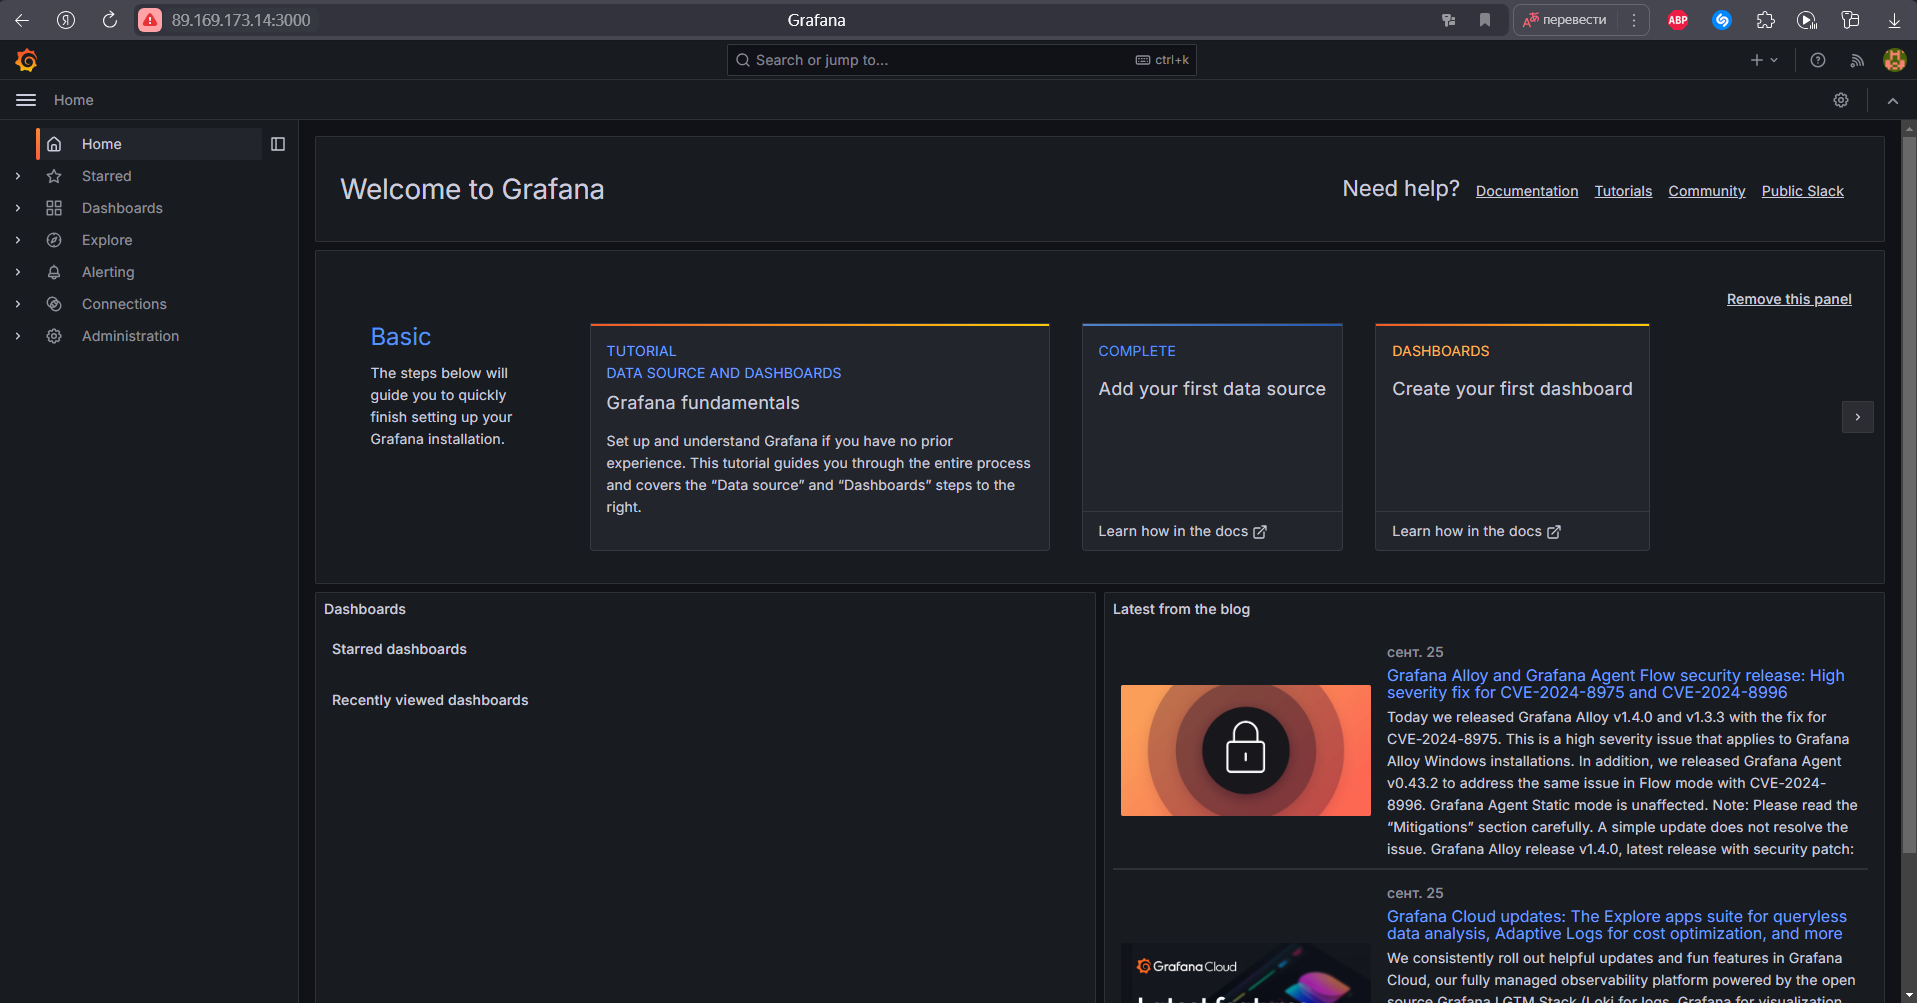 89.169.173.14:3000
Grafana
перевести
ABP
Search or jump to...
ctrl+k
Home
Home
Starred
Dashboards
Explore
Alerting
Connections
Administration
Welcome to Grafana
Need help?
Documentation
Tutorials
Community
Public Slack
Remove this panel
Basic
The steps below will
guide you to quickly
finish setting up your
Grafana installation.
TUTORIAL
DATA SOURCE AND DASHBOARDS
Grafana fundamentals
Set up and understand Grafana if you have no prior
experience. This tutorial guides you through the entire process
and covers the “Data source” and “Dashboards” steps to the
right.
COMPLETE
Add your first data source
Learn how in the docs
DASHBOARDS
Create your first dashboard
Learn how in the docs
Dashboards
Starred dashboards
Recently viewed dashboards
Latest from the blog
сент. 25
Grafana Alloy and Grafana Agent Flow security release: High
severity fix for CVE-2024-8975 and CVE-2024-8996
Today we released Grafana Alloy v1.4.0 and v1.3.3 with the fix for
CVE-2024-8975. This is a high severity issue that applies to Grafana
Alloy Windows installations. In addition, we released Grafana Agent
v0.43.2 to address the same issue in Flow mode with CVE-2024-
8996. Grafana Agent Static mode is unaffected. Note: Please read the
“Mitigations” section carefully. A simple update does not resolve the
issue. Grafana Alloy release v1.4.0, latest release with security patch:
сент. 25
Grafana Cloud updates: The Explore apps suite for queryless
data analysis, Adaptive Logs for cost optimization, and more
We consistently roll out helpful updates and fun features in Grafana
Cloud, our fully managed observability platform powered by the open
source Grafana LGTM Stack (Loki for logs, Grafana for visualization,
Grafana Cloud